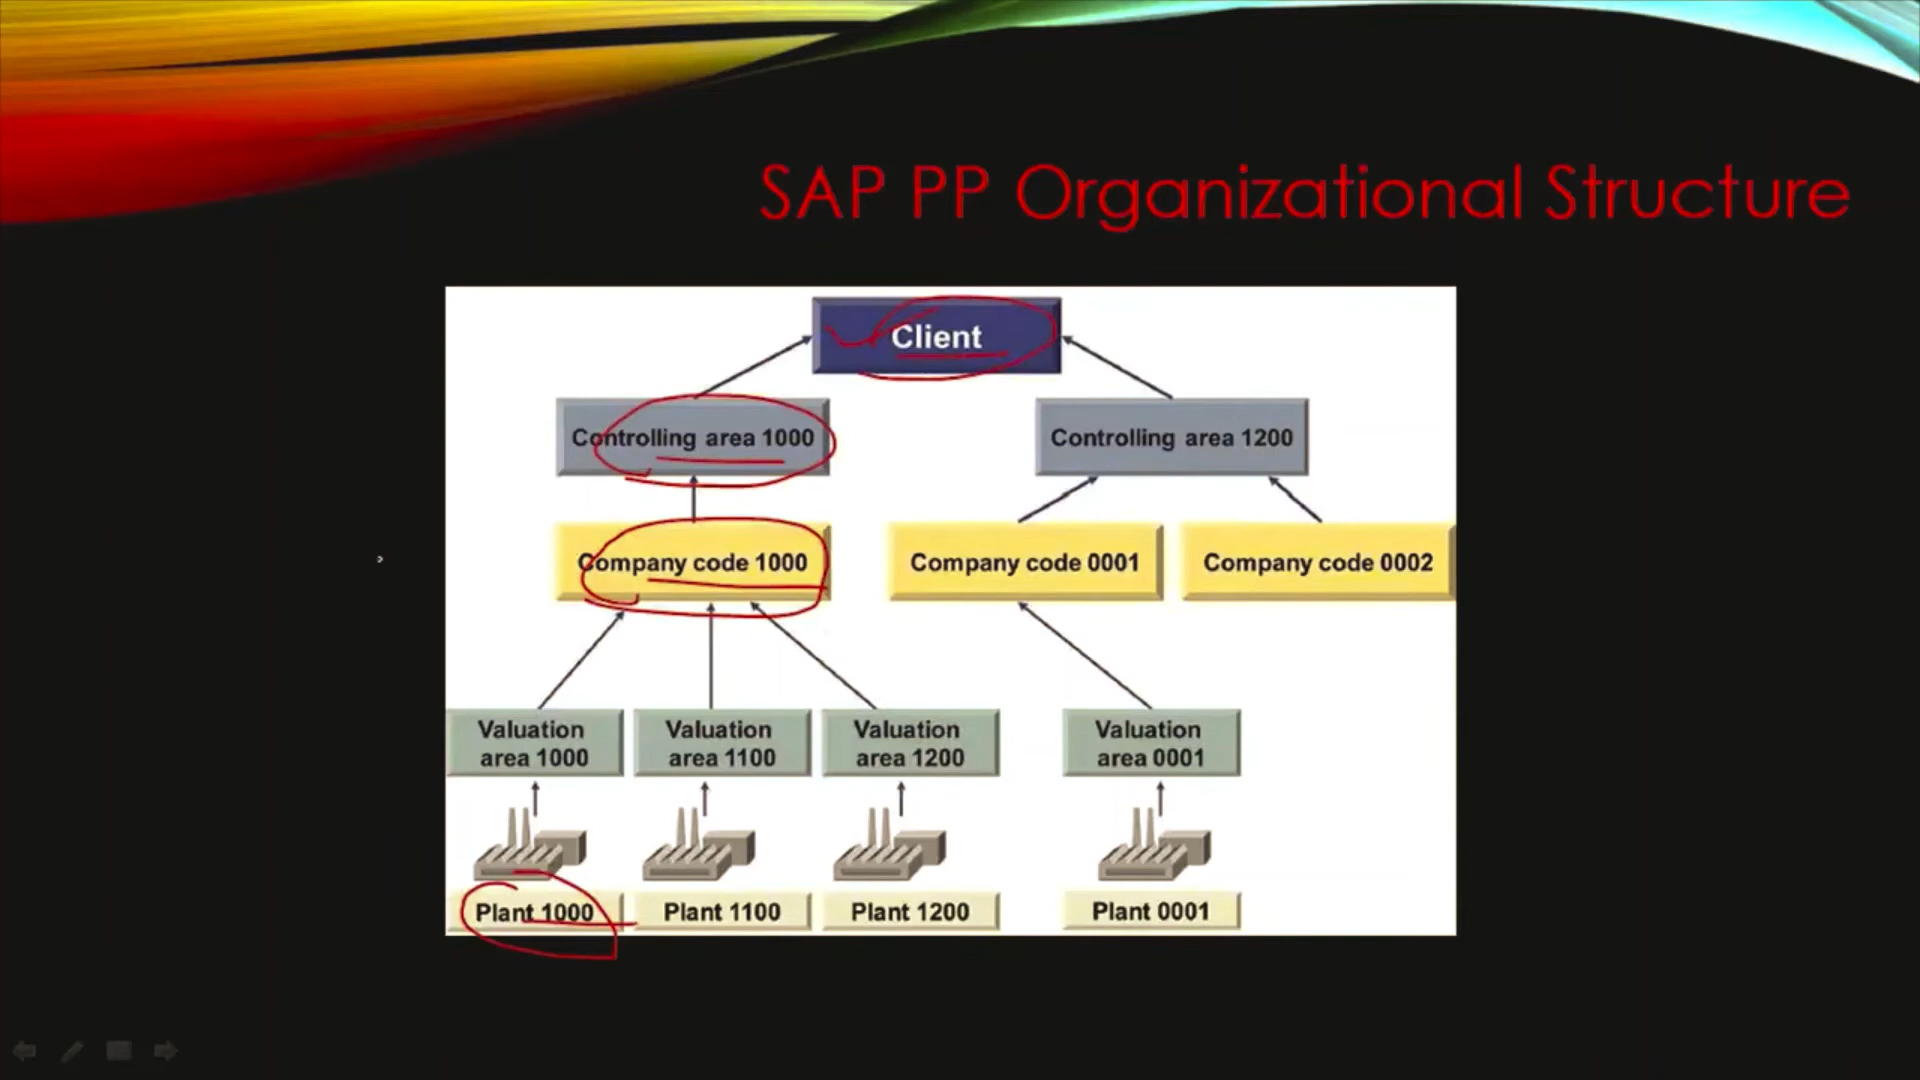 SAP PP Organizational Structure
Client
Controlling area 1000
Controlling area 1200
Company code 1000
Company code 0001
Company code 0002
Valuation
area 1000
Valuation
area 1100
Valuation
area 1200
Valuation
area 0001
Plant 1000
Plant 1100
Plant 1200
Plant 0001